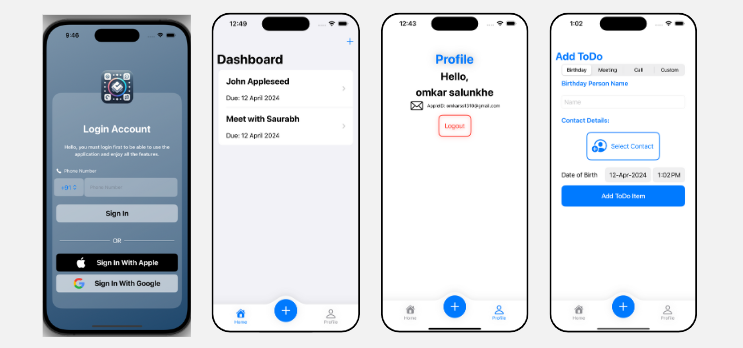 9:46
Login Account
Hello, you must login first to be able to use the
application and enjoy all the features.
Phone Number
+91
Phone Number
Sign In
OR
Sign In With Apple
Sign In With Google
12:49
+
Dashboard
John Appleseed
Due: 12 April 2024
Meet with Saurabh
Due: 12 April 2024
Home
+
Profile
12:43
Profile
Hello,
omkar salunkhe
Logout
Home
+
Profile
1:02
Add ToDo
Birthday Meeting Call Custom
Birthday Person Name
Name
Contact Details:
Select Contact
Date of Birth 12-Apr-2024 1:02 PM
Add ToDo Item
Home
+
Profile